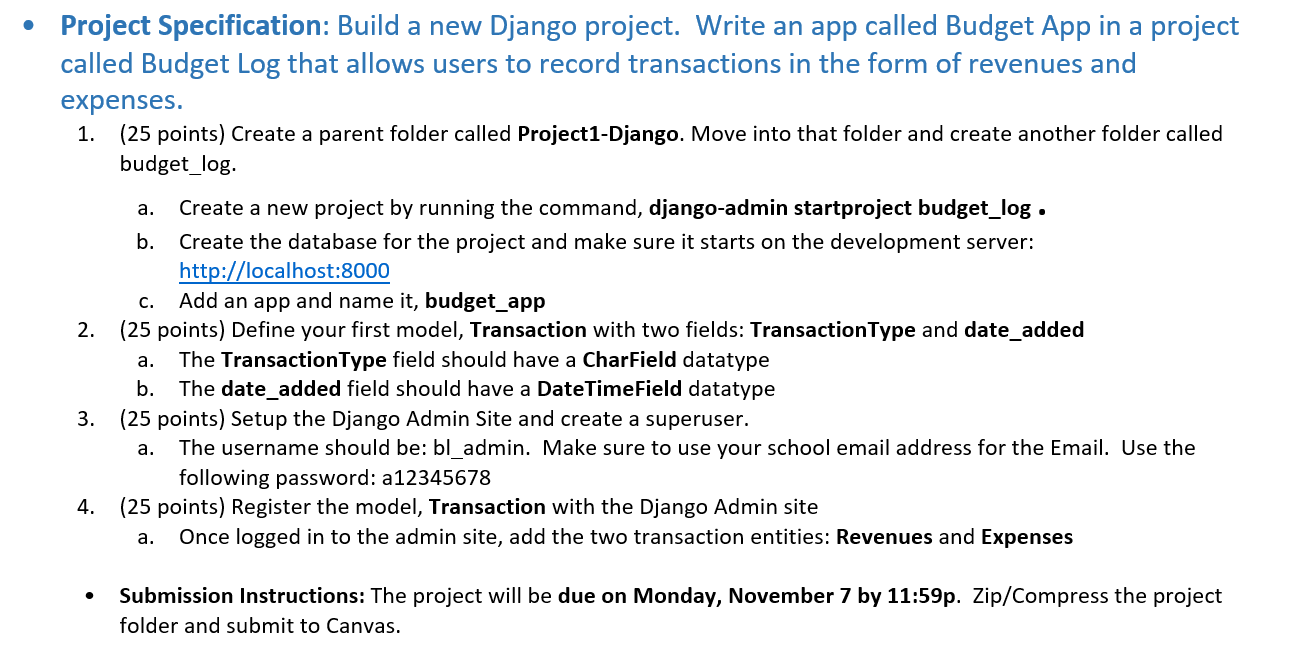 • Project Specification: Build a new Django project.  Write an app called Budget App in a project
called Budget Log that allows users to record transactions in the form of revenues and
expenses.
1. (25 points) Create a parent folder called Project1-Django. Move into that folder and create another folder called
budget_log.
a. Create a new project by running the command, django-admin startproject budget_log .
b. Create the database for the project and make sure it starts on the development server:
http://localhost:8000
c. Add an app and name it, budget_app
2. (25 points) Define your first model, Transaction with two fields: TransactionType and date_added
a. The TransactionType field should have a CharField datatype
b. The date_added field should have a DateTimeField datatype
3. (25 points) Setup the Django Admin Site and create a superuser.
a. The username should be: bl_admin.  Make sure to use your school email address for the Email.  Use the
following password: a12345678
4. (25 points) Register the model, Transaction with the Django Admin site
a. Once logged in to the admin site, add the two transaction entities: Revenues and Expenses
• Submission Instructions: The project will be due on Monday, November 7 by 11:59p.  Zip/Compress the project
folder and submit to Canvas.